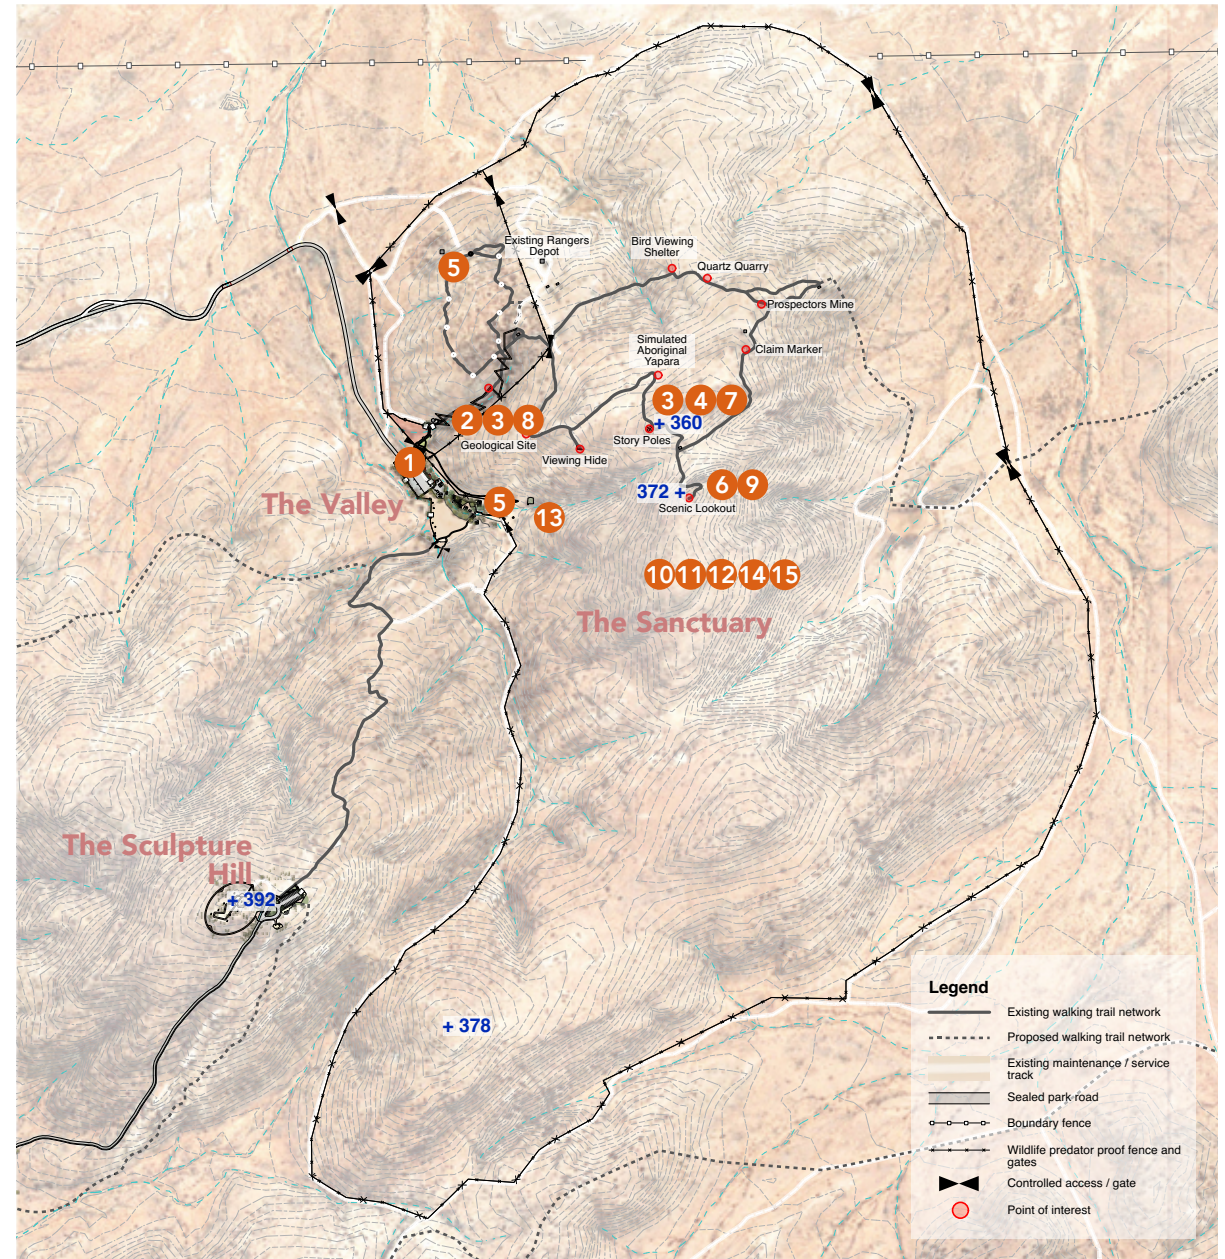 Existing Rangers
Depot
5
Bird Viewing
Shelter
Quartz Quarry
Prospectors Mine
Simulated
Aboriginal
Yapara
Claim Marker
3 4 7
2 3 8
+ 360
Story Poles
Geological Site
Viewing Hide
1
The Valley
5
13
372 +
6 9
Scenic Lookout
10 11 12 14 15
The Sanctuary
The Sculpture
Hill
+ 392
+ 378
Legend
Existing walking trail network
Proposed walking trail network
Existing maintenance / service
track
Sealed park road
Boundary fence
Wildlife predator proof fence and
gates
Controlled access / gate
Point of interest